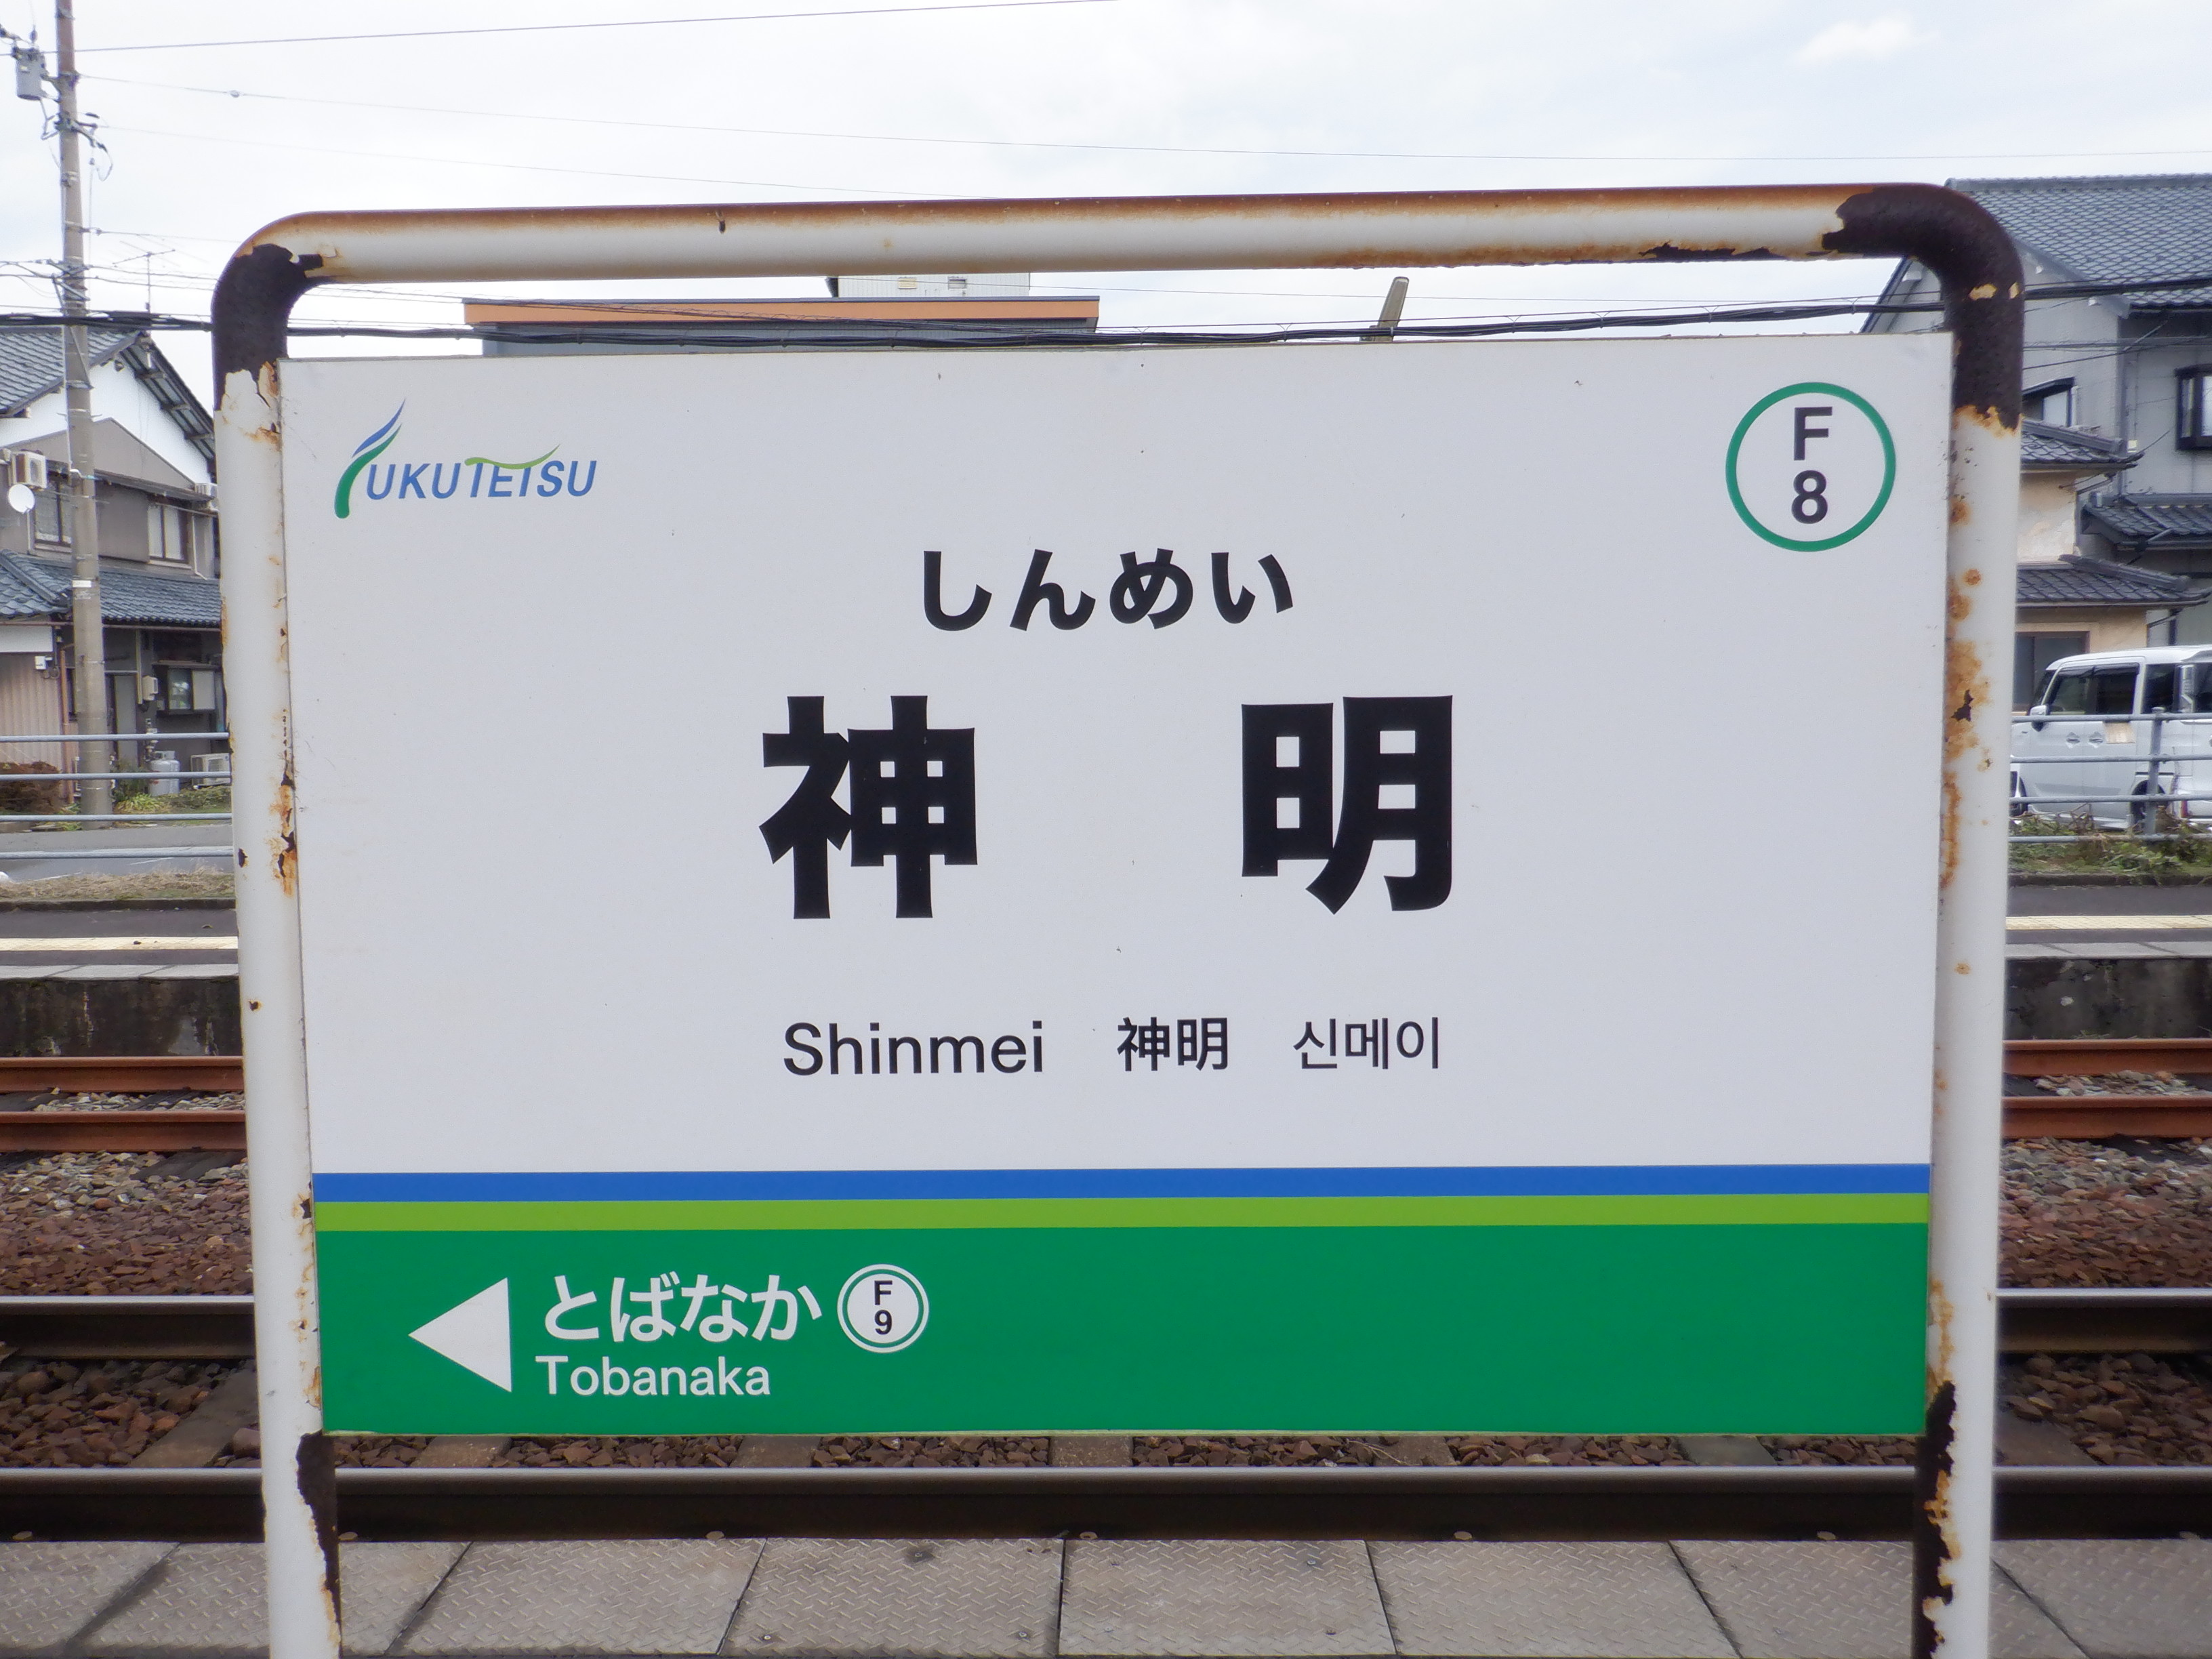 FUKUTETSU
F
8
しんめい
神 明
Shinmei 神明 신메이
とばなか
F
9
Tobanaka